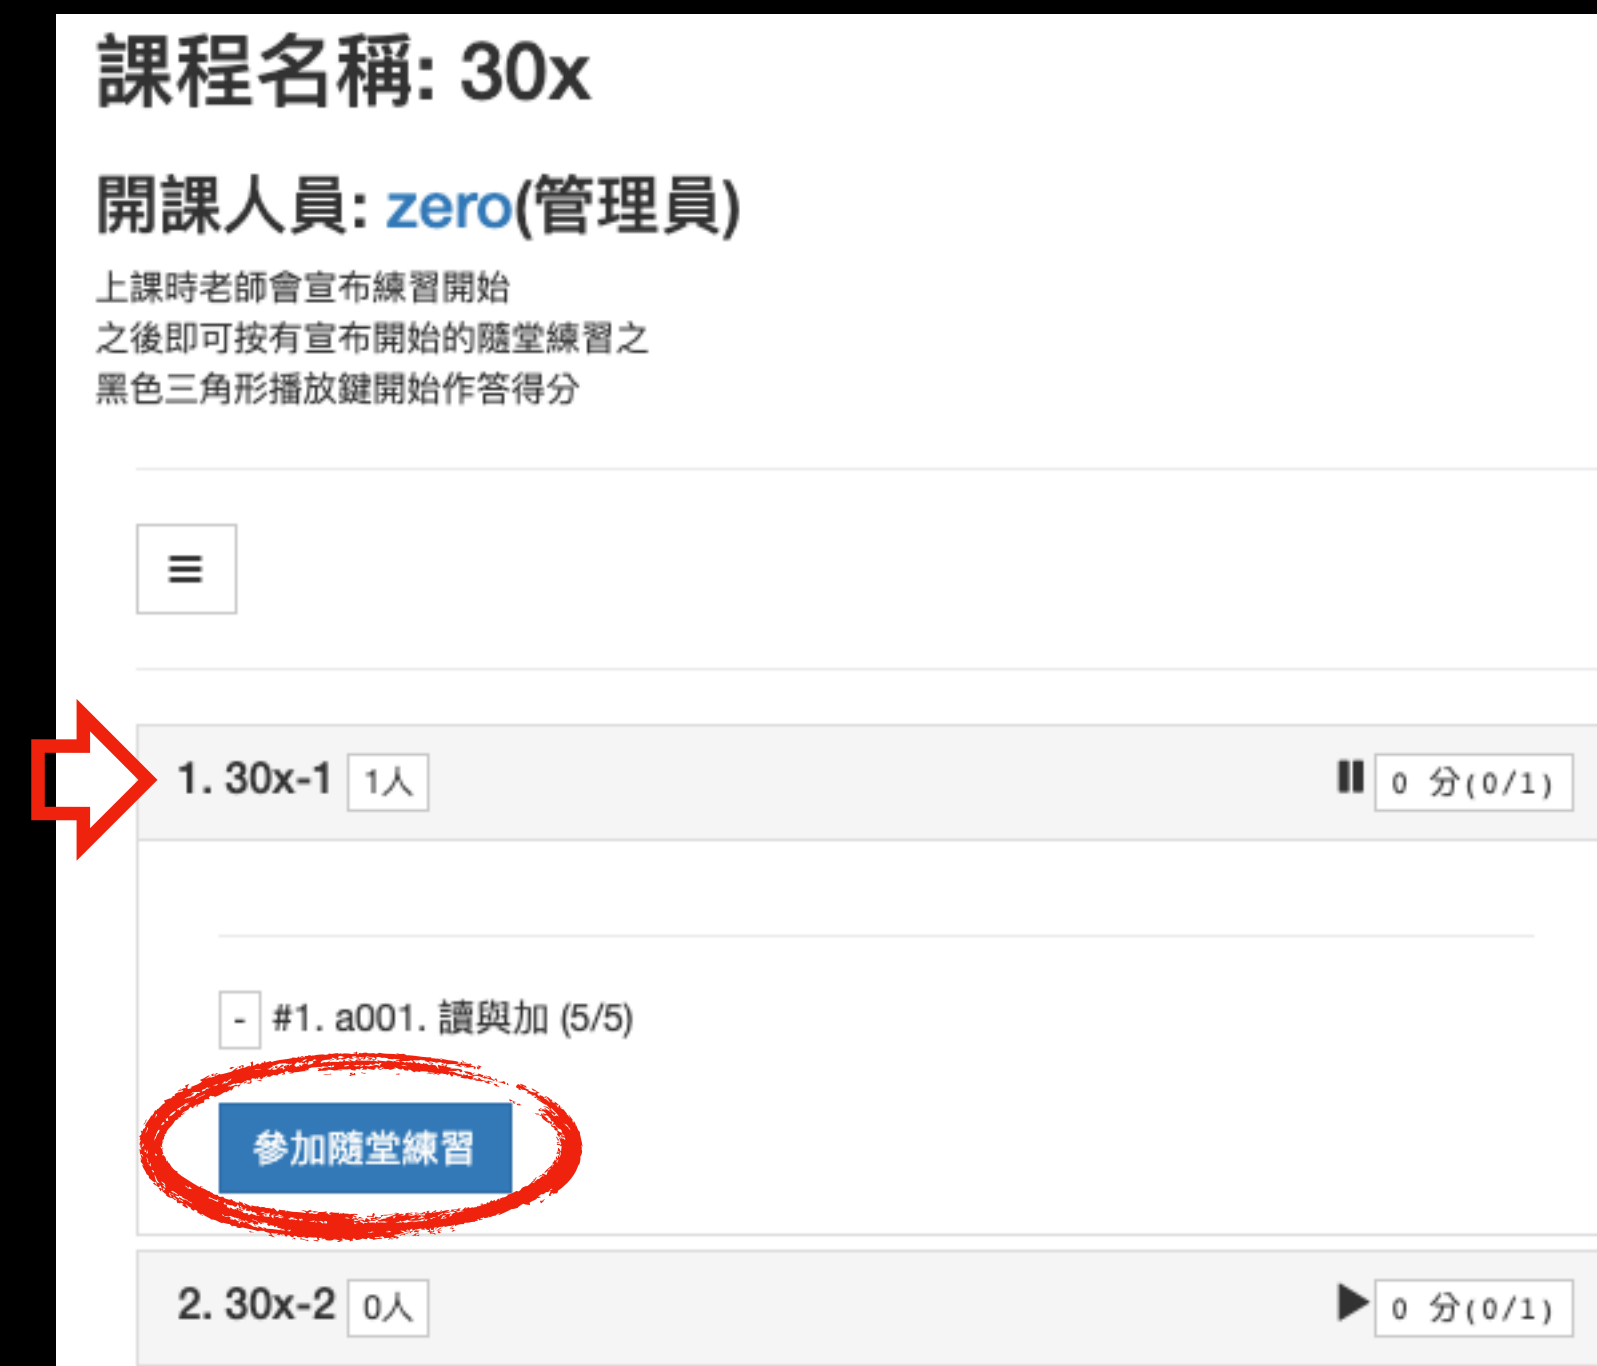 課程名稱: 30x
開課人員: zero(管理員)
上課時老師會宣布練習開始
之後即可按有宣布開始的隨堂練習之
黑色三角形播放鍵開始作答得分
1. 30x-1 1人 0 分(0/1)
- #1. a001. 讀與加 (5/5)
參加隨堂練習
2. 30x-2 0人 0 分(0/1)